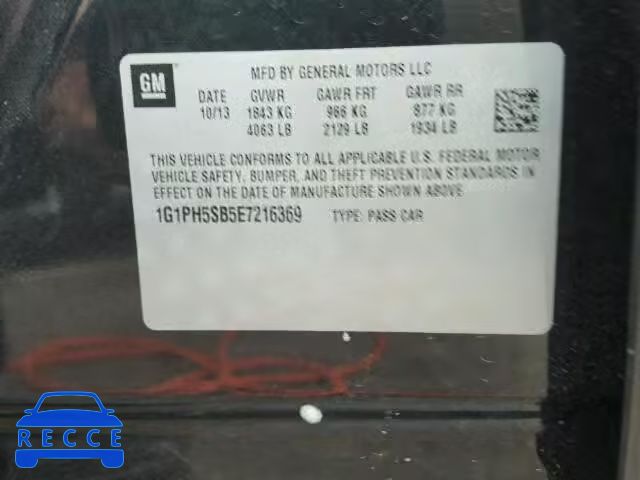 GM
MFD BY GENERAL MOTORS LLC
DATE GVWR GAWR FRT GAWR RR
10/13 1843 KG 966 KG 877 KG
4063 LB 2129 LB 1934 LB
THIS VEHICLE CONFORMS TO ALL APPLICABLE U.S. FEDERAL MOTOR
VEHICLE SAFETY, BUMPER, AND THEFT PREVENTION STANDARDS IN
EFFECT ON THE DATE OF MANUFACTURE SHOWN ABOVE.
1G1PH5SB5E7216369 TYPE: PASS CAR
RECCE